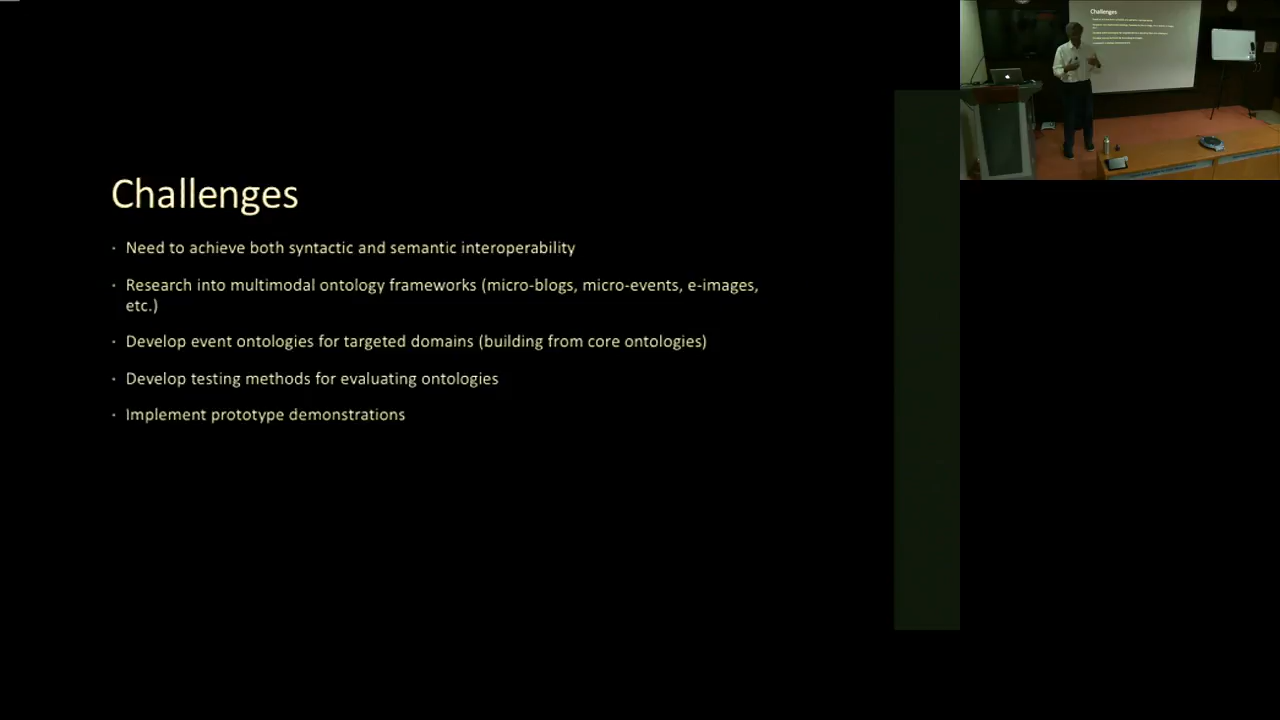 Challenges
· Need to achieve both syntactic and semantic interoperability
· Research into multimodal ontology frameworks (micro-blogs, micro-events, e-images,
etc.)
· Develop event ontologies for targeted domains (building from core ontologies)
· Develop testing methods for evaluating ontologies
· Implement prototype demonstrations
Challenges